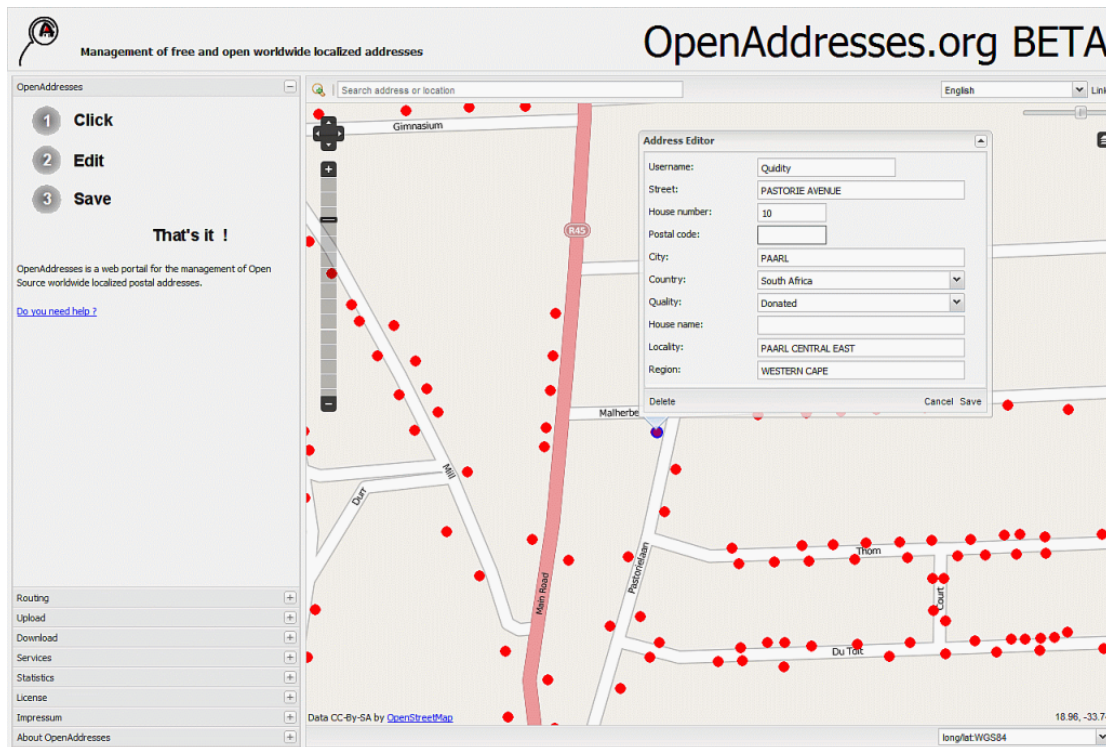 A
Management of free and open worldwide localized addresses
OpenAddresses.org BETA
OpenAddresses
1 Click
2 Edit
3 Save
That's it !
OpenAddresses is a web portail for the management of Open
Source worldwide localized postal addresses.
Do you need help ?
Routing
Upload
Download
Services
Statistics
License
Impressum
About OpenAddresses
Search address or location
English
Link
Gimnasium
R45
Address Editor
Username: Quidity
Street: PASTORIE AVENUE
House number: 10
Postal code:
City: PAARL
Country: South Africa
Quality: Donated
House name:
Locality: PAARL CENTRAL EAST
Region: WESTERN CAPE
Delete Cancel Save
Malherbe
Mill
Durr
Thom
Pastorielaan
Main Road
Court
Du Toit
Data CC-By-SA by OpenStreetMap
18.96, -33.74
long/lat:WGS84